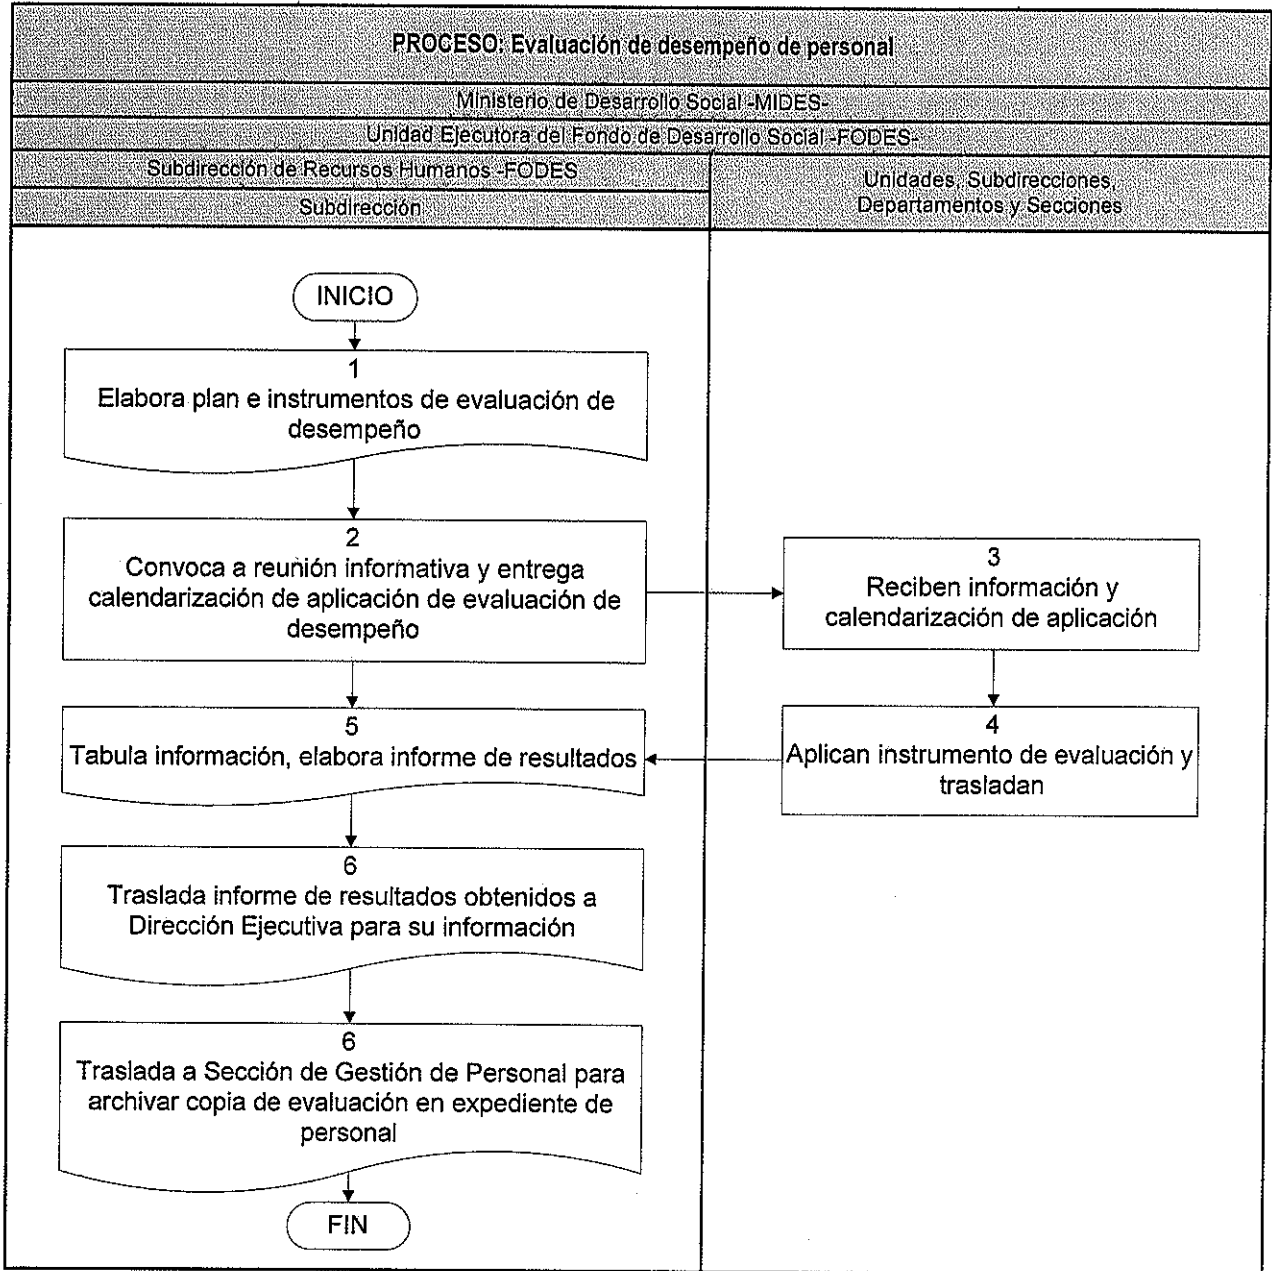 PROCESO: Evaluación de desempeño de personal
Ministerio de Desarrollo Social -MIDES-
Unidad Ejecutora del Fondo de Desarrollo Social -FODES-
Subdirección de Recursos Humanos -FODES
Subdirección
Unidades, Subdirecciones,
Departamentos y Secciones
INICIO
1
Elabora plan e instrumentos de evaluación de
desempeño
2
Convoca a reunión informativa y entrega
calendarización de aplicación de evaluación de
desempeño
3
Reciben información y
calendarización de aplicación
4
Aplican instrumento de evaluación y
trasladan
5
Tabula información, elabora informe de resultados
6
Traslada informe de resultados obtenidos a
Dirección Ejecutiva para su información
6
Traslada a Sección de Gestión de Personal para
archivar copia de evaluación en expediente de
personal
FIN